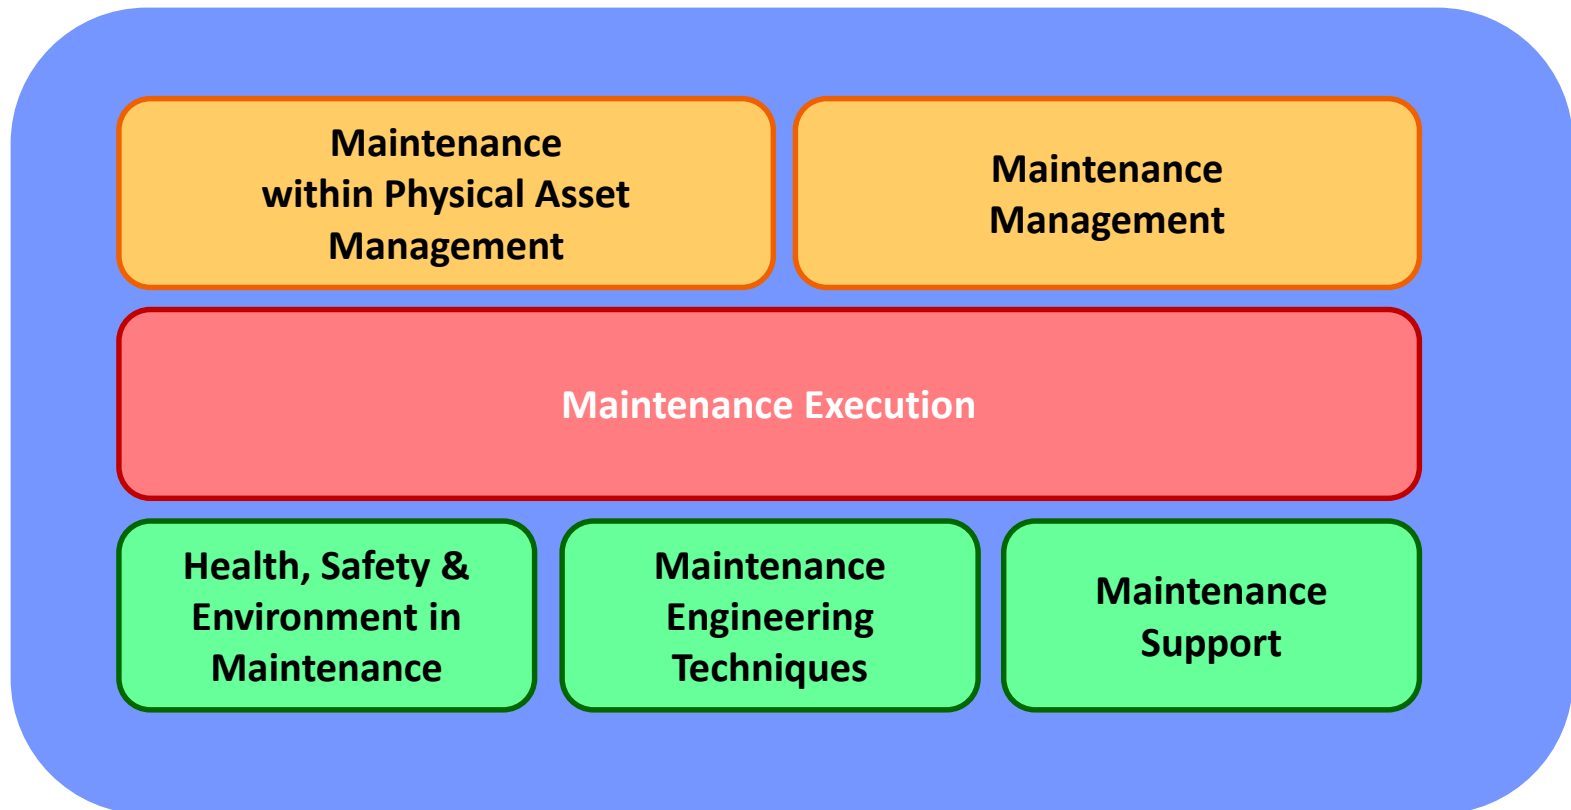 Maintenance
within Physical Asset
Management
Maintenance
Management
Maintenance Execution
Health, Safety &
Environment in
Maintenance
Maintenance
Engineering
Techniques
Maintenance
Support